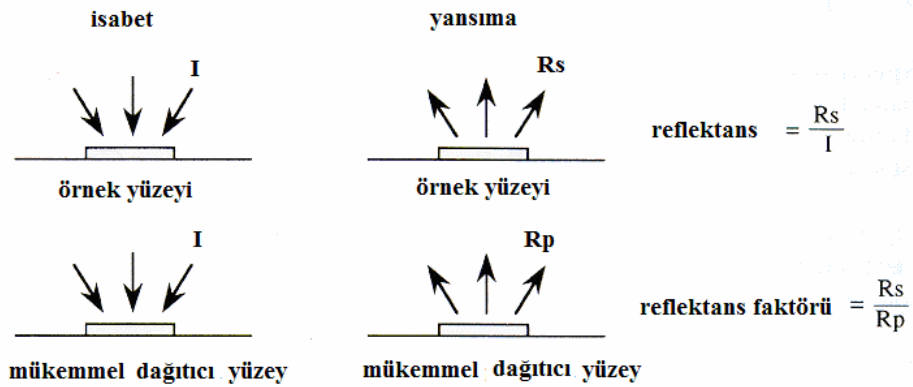 isabet
yansıma
I
Rs
reflektans = Rs
I
örnek yüzeyi
örnek yüzeyi
I
Rp
reflektans faktörü = Rs
Rp
mükemmel dağıtıcı yüzey
mükemmel dağıtıcı yüzey